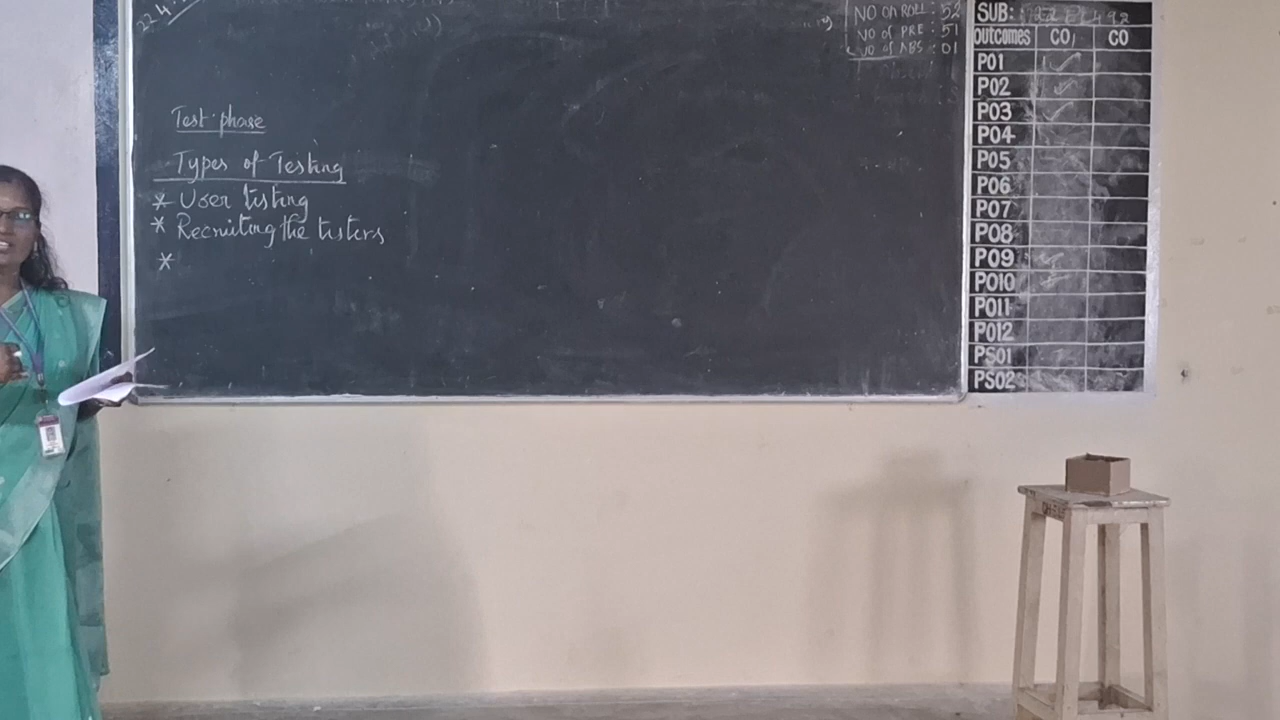 22.4.
NO ON ROLL : 52
NO of PRE : 51
NO of ABS : 01
Test phase
Types of Testing
* User testing
* Recruiting the testers
*
SUB:
OUTCOMES CO1 CO
PO1 ✓
PO2 ✓
PO3 ✓
PO4
PO5
PO6
PO7
PO8
PO9 ✓
PO10 ✓
PO11
PO12
PSO1
PSO2